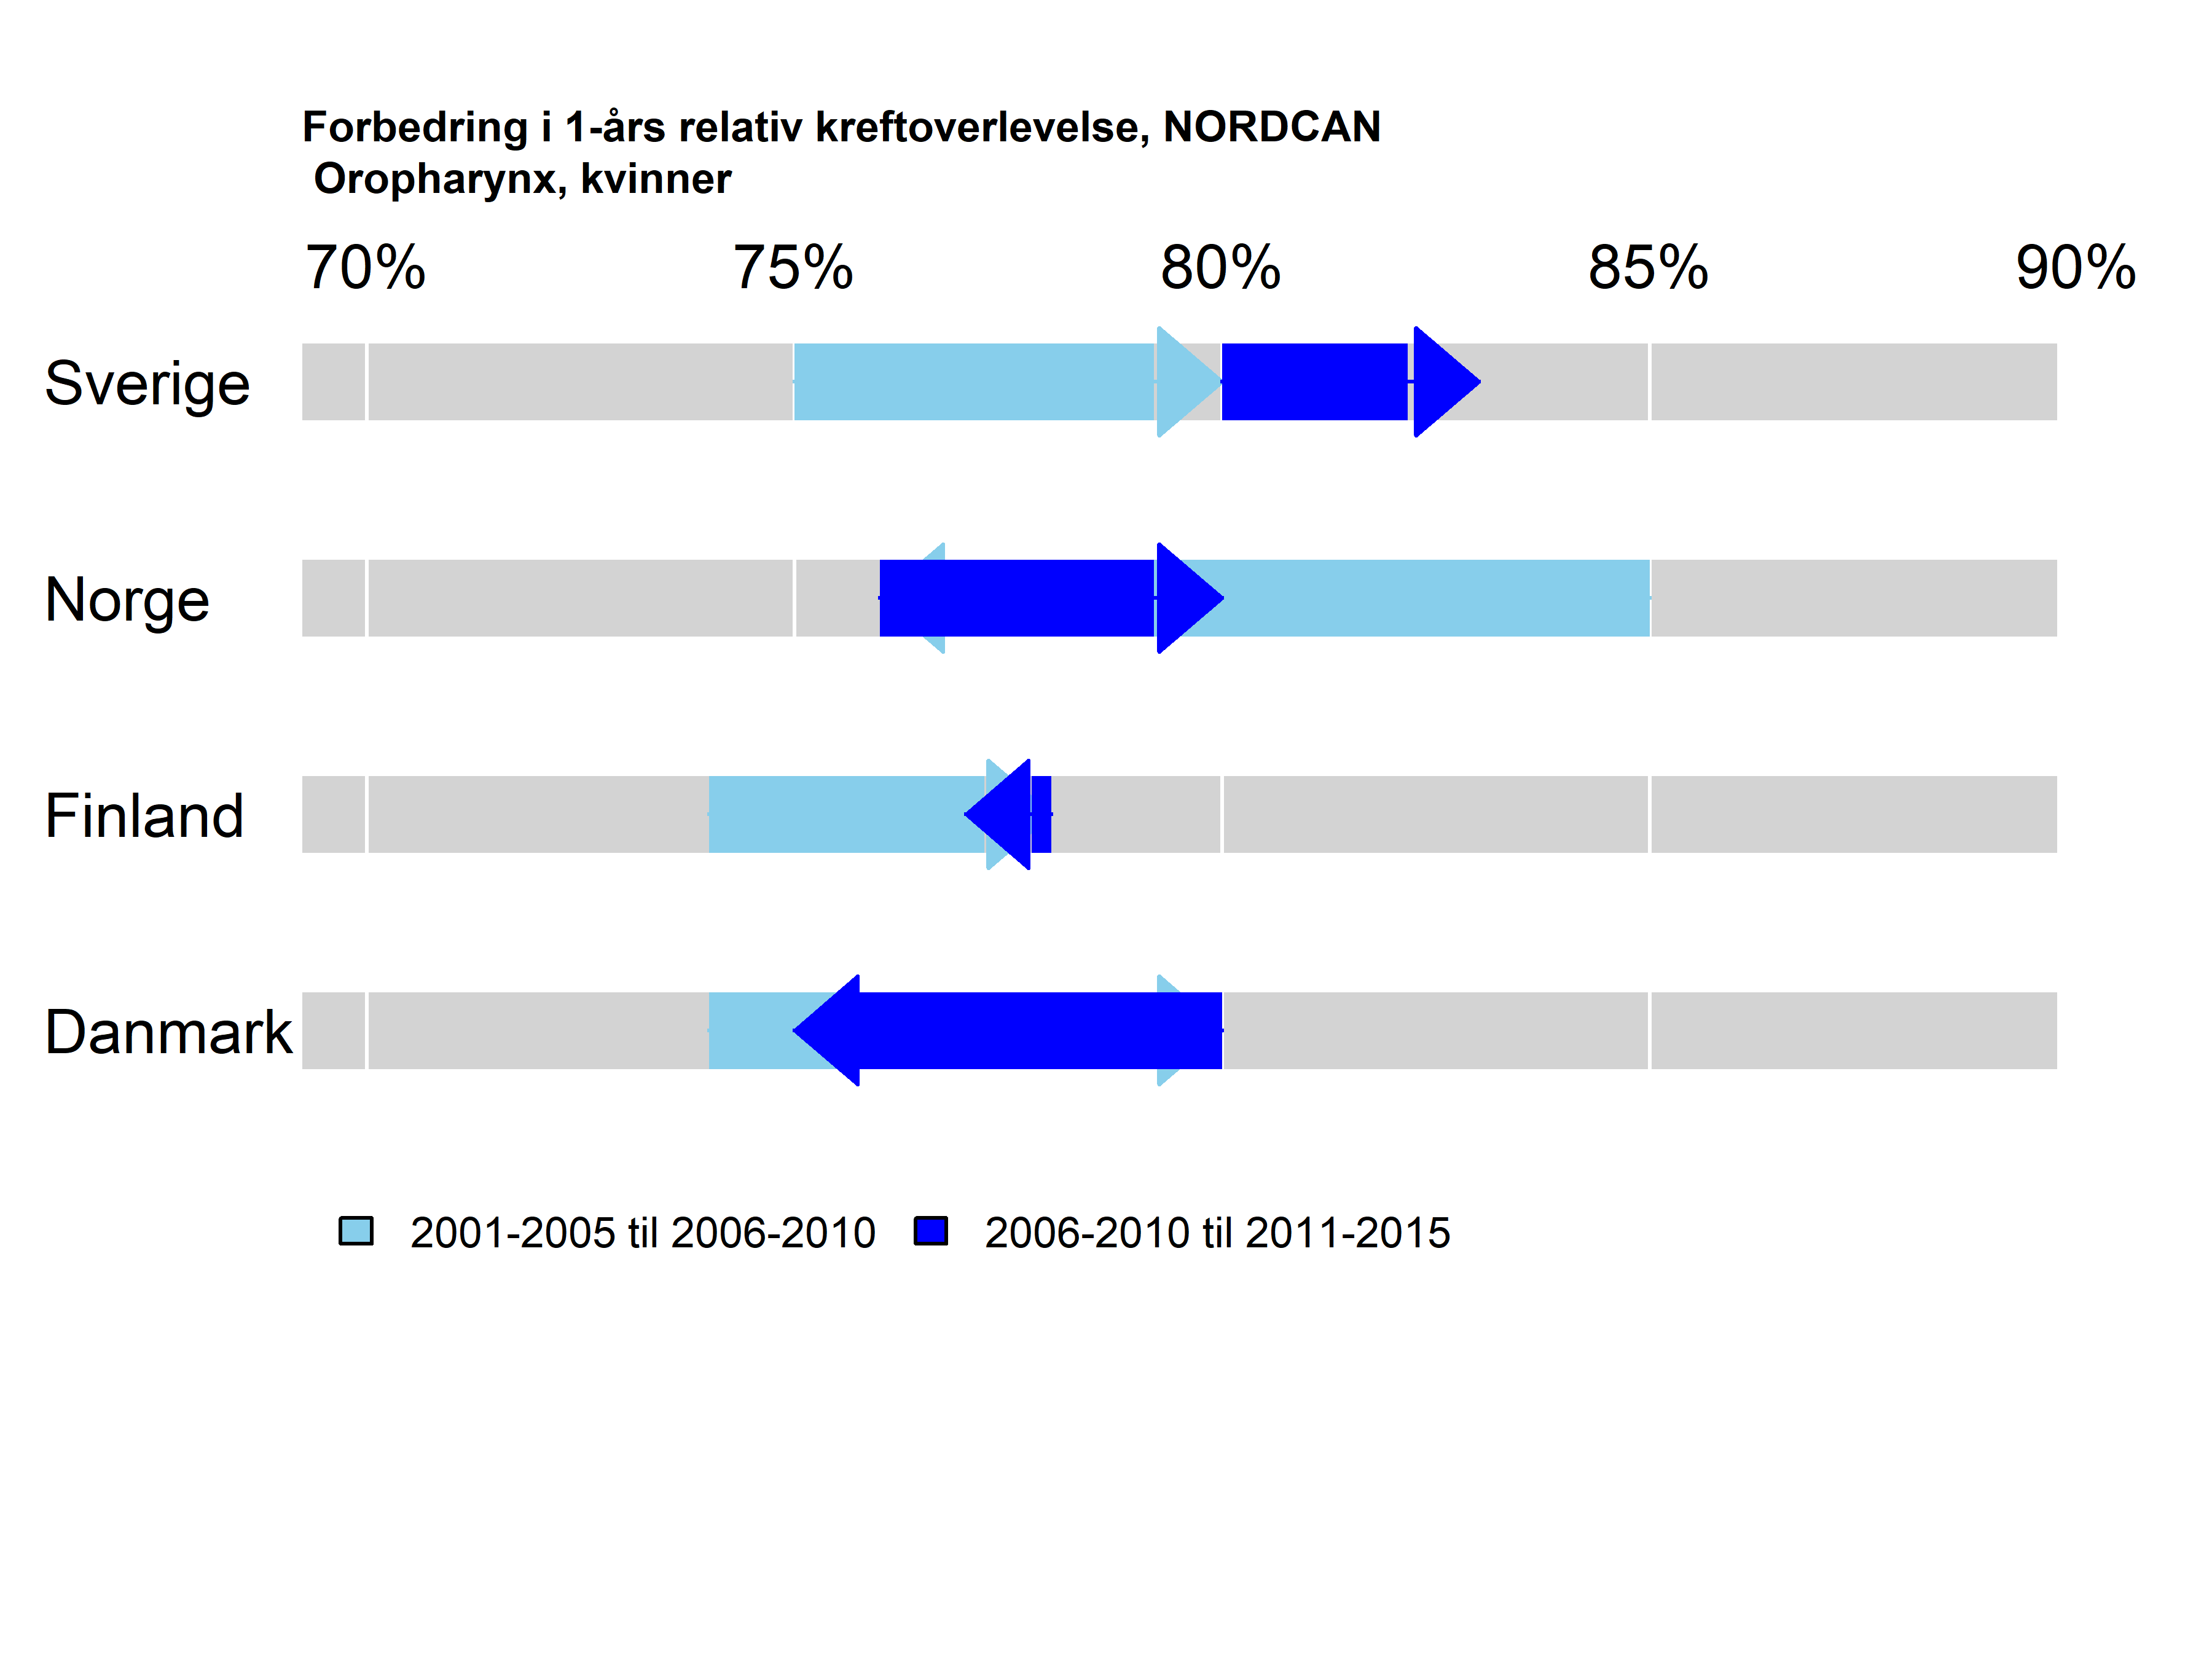 Forbedring i 1-års relativ kreftoverlevelse, NORDCAN
Oropharynx, kvinner
70% 75% 80% 85% 90%
Sverige
Norge
Finland
Danmark
2001-2005 til 2006-2010 2006-2010 til 2011-2015